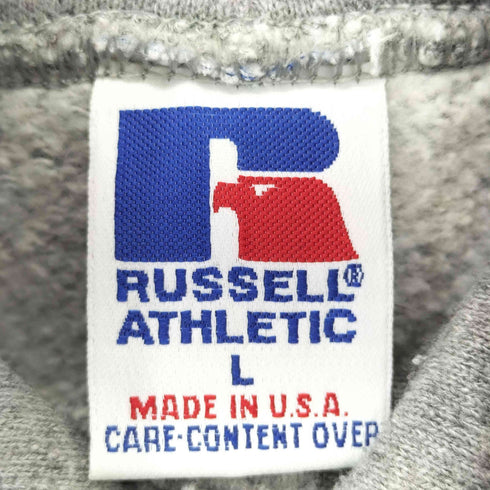 RUSSELL®
ATHLETIC
L
MADE IN U.S.A.
CARE-CONTENT OVER